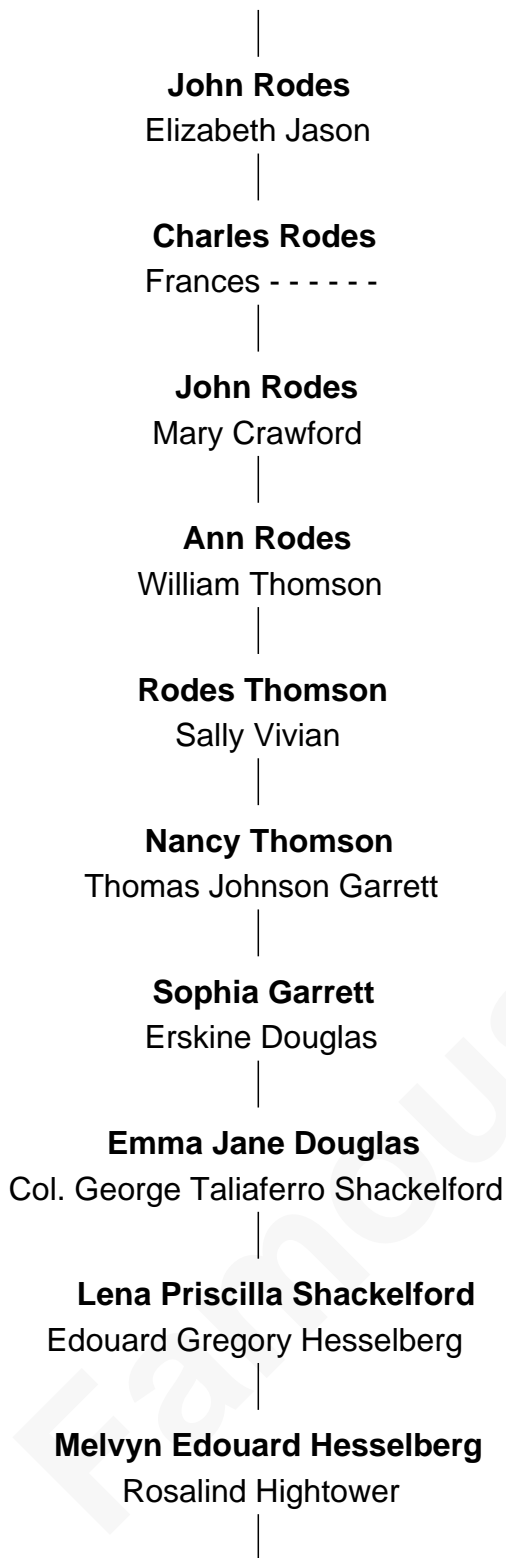 John Rodes
Elizabeth Jason
Charles Rodes
Frances - - - - - -
John Rodes
Mary Crawford
Ann Rodes
William Thomson
Rodes Thomson
Sally Vivian
Nancy Thomson
Thomas Johnson Garrett
Sophia Garrett
Erskine Douglas
Emma Jane Douglas
Col. George Taliaferro Shackelford
Lena Priscilla Shackelford
Edouard Gregory Hesselberg
Melvyn Edouard Hesselberg
Rosalind Hightower
Famous